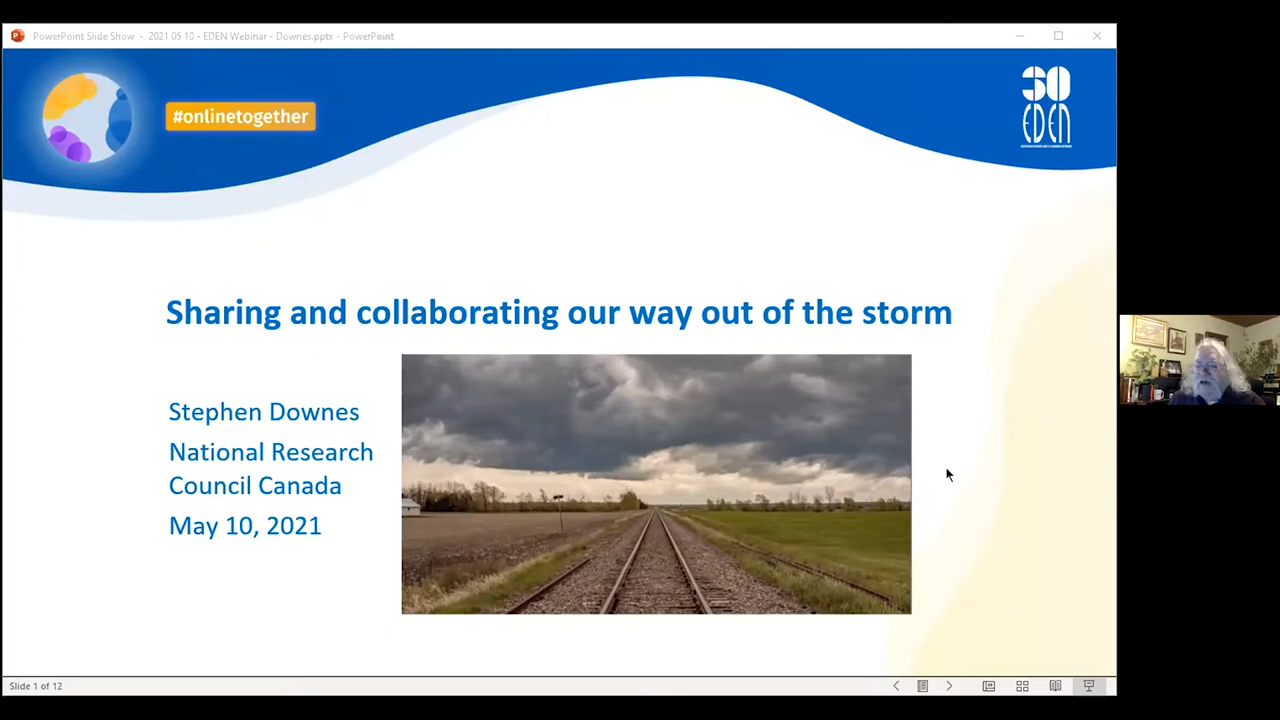 PowerPoint Slide Show - 2021 05 10 - EDEN Webinar - Downes.pptx - PowerPoint
#onlinetogether
30
EDEN
Sharing and collaborating our way out of the storm
Stephen Downes
National Research
Council Canada
May 10, 2021
Slide 1 of 12